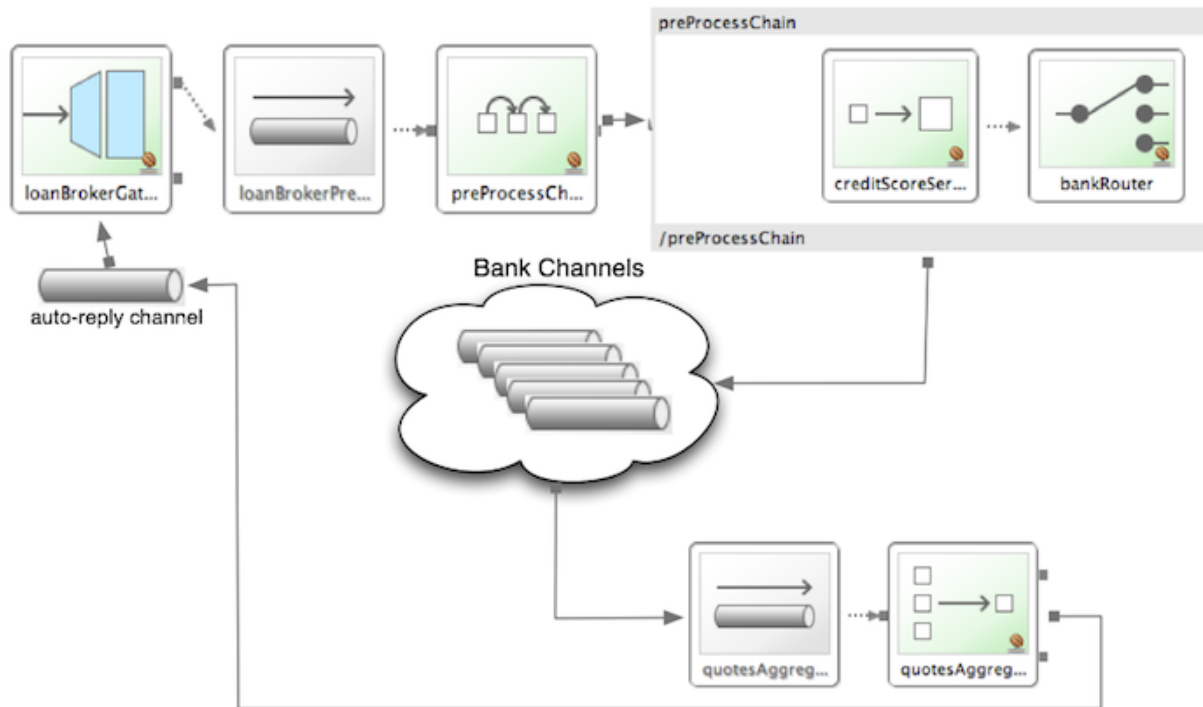 preProcessChain
loanBrokerGat...
loanBrokerPre...
preProcessCh...
creditScoreSer...
bankRouter
/preProcessChain
Bank Channels
auto-reply channel
quotesAggreg...
quotesAggreg...